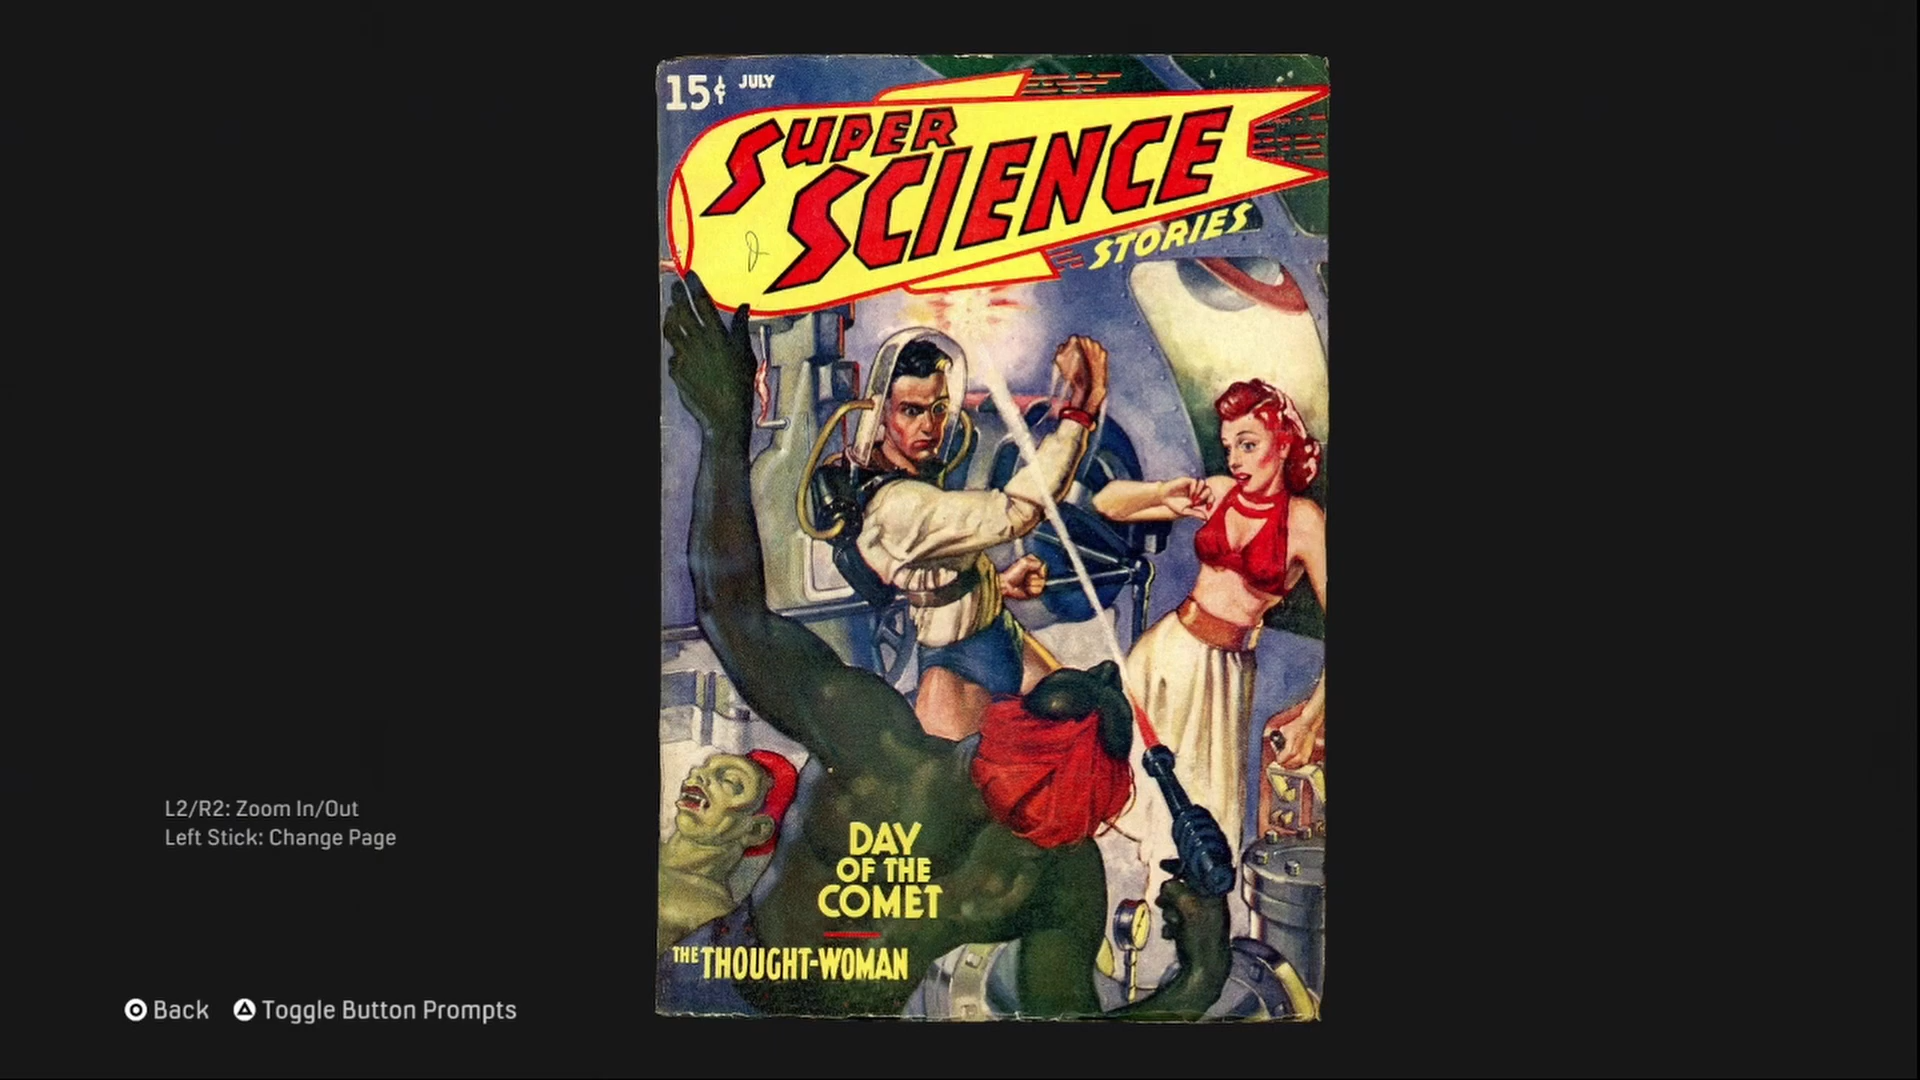 15¢ JULY
SUPER
SCIENCE
STORIES
DAY
OF THE
COMET
THE THOUGHT-WOMAN
L2/R2: Zoom In/Out
Left Stick: Change Page
Back Toggle Button Prompts